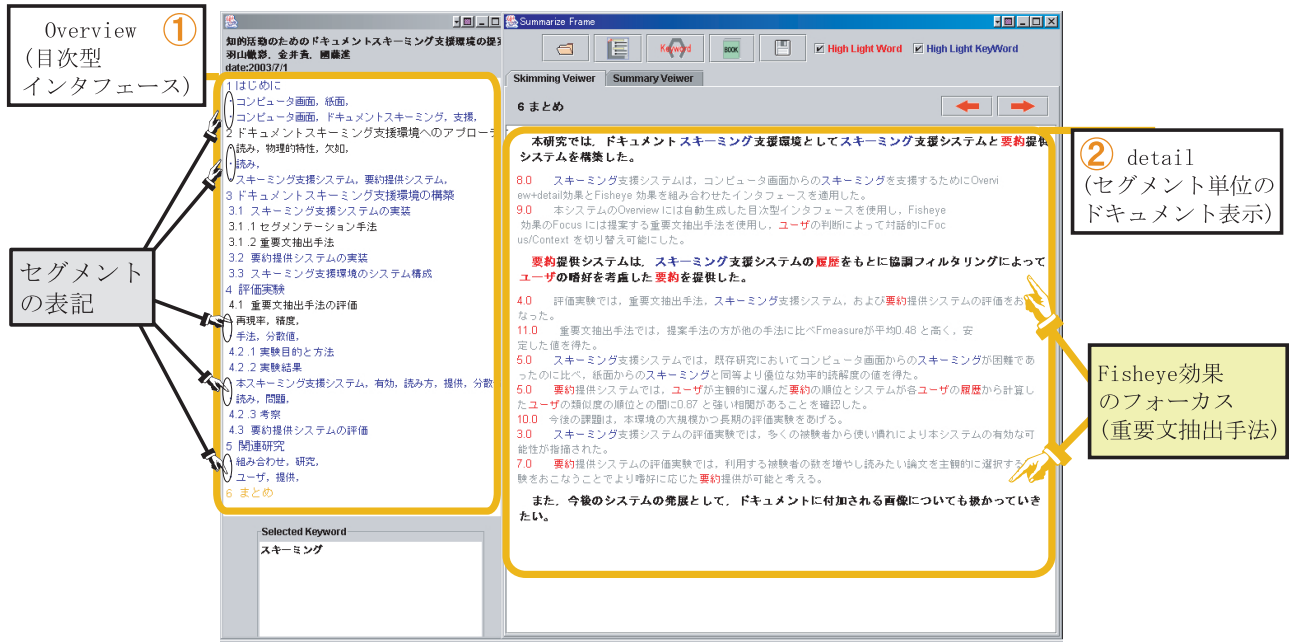 Overview ①
(目次型
インタフェース)
セグメント
の表記
知的活動のためのドキュメントスキーミング支援環境の提案
羽山徹彩, 金井貴, 國藤進
date:2003/7/1
1 はじめに
・コンピュータ画面, 紙面,
・コンピュータ画面, ドキュメントスキーミング, 支援,
2 ドキュメントスキーミング支援環境へのアプローチ
・読み, 物理的特性, 欠如,
・読み,
・スキーミング支援システム, 要約提供システム,
3 ドキュメントスキーミング支援環境の構築
3.1 スキーミング支援システムの実装
3.1.1 セグメンテーション手法
3.1.2 重要文抽出手法
3.2 要約提供システムの実装
3.3 スキーミング支援環境のシステム構成
4 評価実験
4.1 重要文抽出手法の評価
・再現率, 精度,
・手法, 分散値,
4.2.1 実験目的と方法
4.2.2 実験結果
・本スキーミング支援システム, 有効, 読み方, 提供, 分散
・読み, 問題,
4.2.3 考察
4.3 要約提供システムの評価
5 関連研究
・組み合わせ, 研究,
・ユーザ, 提供,
6 まとめ
Selected Keyword
スキーミング
Summarize Frame
Keyword
BOOK
High Light Word
High Light KeyWord
Skimming Veiwer
Summary Veiwer
6 まとめ
本研究では, ドキュメントスキーミング支援環境としてスキーミング支援システムと要約提供
システムを構築した。
8.0 スキーミング支援システムは, コンピュータ画面からのスキーミングを支援するためにOvervi
ew+detail効果とFisheye 効果を組み合わせたインタフェースを適用した。
9.0 本システムのOverview には自動生成した目次型インタフェースを使用し, Fisheye
効果のFocus には提案する重要文抽出手法を使用し, ユーザの判断によって対話的にFoc
us/Context を切り替え可能にした。
要約提供システムは, スキーミング支援システムの履歴をもとに協調フィルタリングによって
ユーザの嗜好を考慮した要約を提供した。
4.0 評価実験では, 重要文抽出手法, スキーミング支援システム, および要約提供システムの評価をおこ
なった。
11.0 重要文抽出手法では, 提案手法の方が他の手法に比べFmeasureが平均0.48 と高く, 安
定した値を得た。
5.0 スキーミング支援システムでは, 既存研究においてコンピュータ画面からのスキーミングが困難であ
ったのに比べ, 紙面からのスキーミングと同等より優位な効率的読解度の値を得た。
5.0 要約提供システムでは, ユーザが主観的に選んだ要約の順位とシステムが各ユーザの履歴から計算し
たユーザの類似度の順位との間に0.87 と強い相関があることを確認した。
10.0 今後の課題は, 本環境の大規模かつ長期の評価実験をあげる。
3.0 スキーミング支援システムの評価実験では, 多くの被験者から使い慣れにより本システムの有効な可
能性が指摘された。
7.0 要約提供システムの評価実験では, 利用する被験者の数を増やし読みたい論文を主観的に選択する
験をおこなうことでより嗜好に応じた要約提供が可能と考える。
また, 今後のシステムの発展として, ドキュメントに付加される画像についても扱かっていき
たい。
② detail
(セグメント単位の
ドキュメント表示)
Fisheye効果
のフォーカス
(重要文抽出手法)